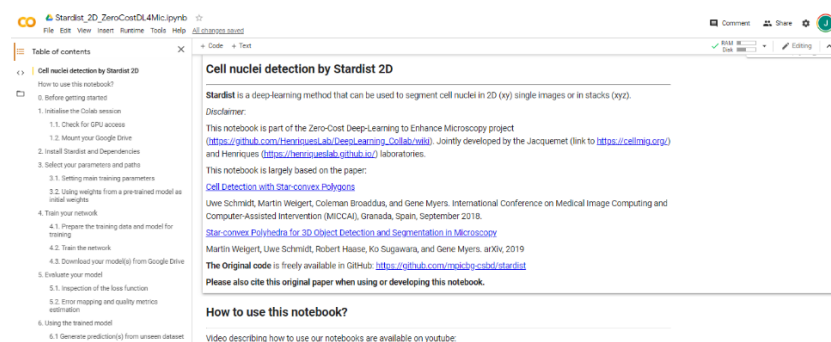 Stardist_2D_ZeroCostDL4Mic.ipynb
File Edit View Insert Runtime Tools Help All changes saved
Comment Share
+ Code + Text
RAM
Disk
Editing
Table of contents
Cell nuclei detection by Stardist 2D
How to use this notebook?
0. Before getting started
1. Initialise the Colab session
1.1. Check for GPU access
1.2. Mount your Google Drive
2. Install Stardist and Dependencies
3. Select your parameters and paths
3.1. Setting main training parameters
3.2. Using weights from a pre-trained model as
initial weights
4. Train your network
4.1. Prepare the training data and model for
training
4.2. Train the network
4.3. Download your model(s) from Google Drive
5. Evaluate your model
5.1. Inspection of the loss function
5.2. Error mapping and quality metrics
estimation
6. Using the trained model
6.1 Generate prediction(s) from unseen dataset
Cell nuclei detection by Stardist 2D
Stardist is a deep-learning method that can be used to segment cell nuclei in 2D (xy) single images or in stacks (xyz).
Disclaimer:
This notebook is part of the Zero-Cost Deep-Learning to Enhance Microscopy project
(https://github.com/HenriquesLab/DeepLearning_Collab/wiki). Jointly developed by the Jacquemet (link to https://cellmig.org/)
and Henriques (https://henriqueslab.github.io/) laboratories.
This notebook is largely based on the paper:
Cell Detection with Star-convex Polygons
Uwe Schmidt, Martin Weigert, Coleman Broaddus, and Gene Myers. International Conference on Medical Image Computing and
Computer-Assisted Intervention (MICCAI), Granada, Spain, September 2018.
Star-convex Polyhedra for 3D Object Detection and Segmentation in Microscopy
Martin Weigert, Uwe Schmidt, Robert Haase, Ko Sugawara, and Gene Myers. arXiv, 2019
The Original code is freely available in GitHub: https://github.com/mpicbg-csbd/stardist
Please also cite this original paper when using or developing this notebook.
How to use this notebook?
Video describing how to use our notebooks are available on youtube: